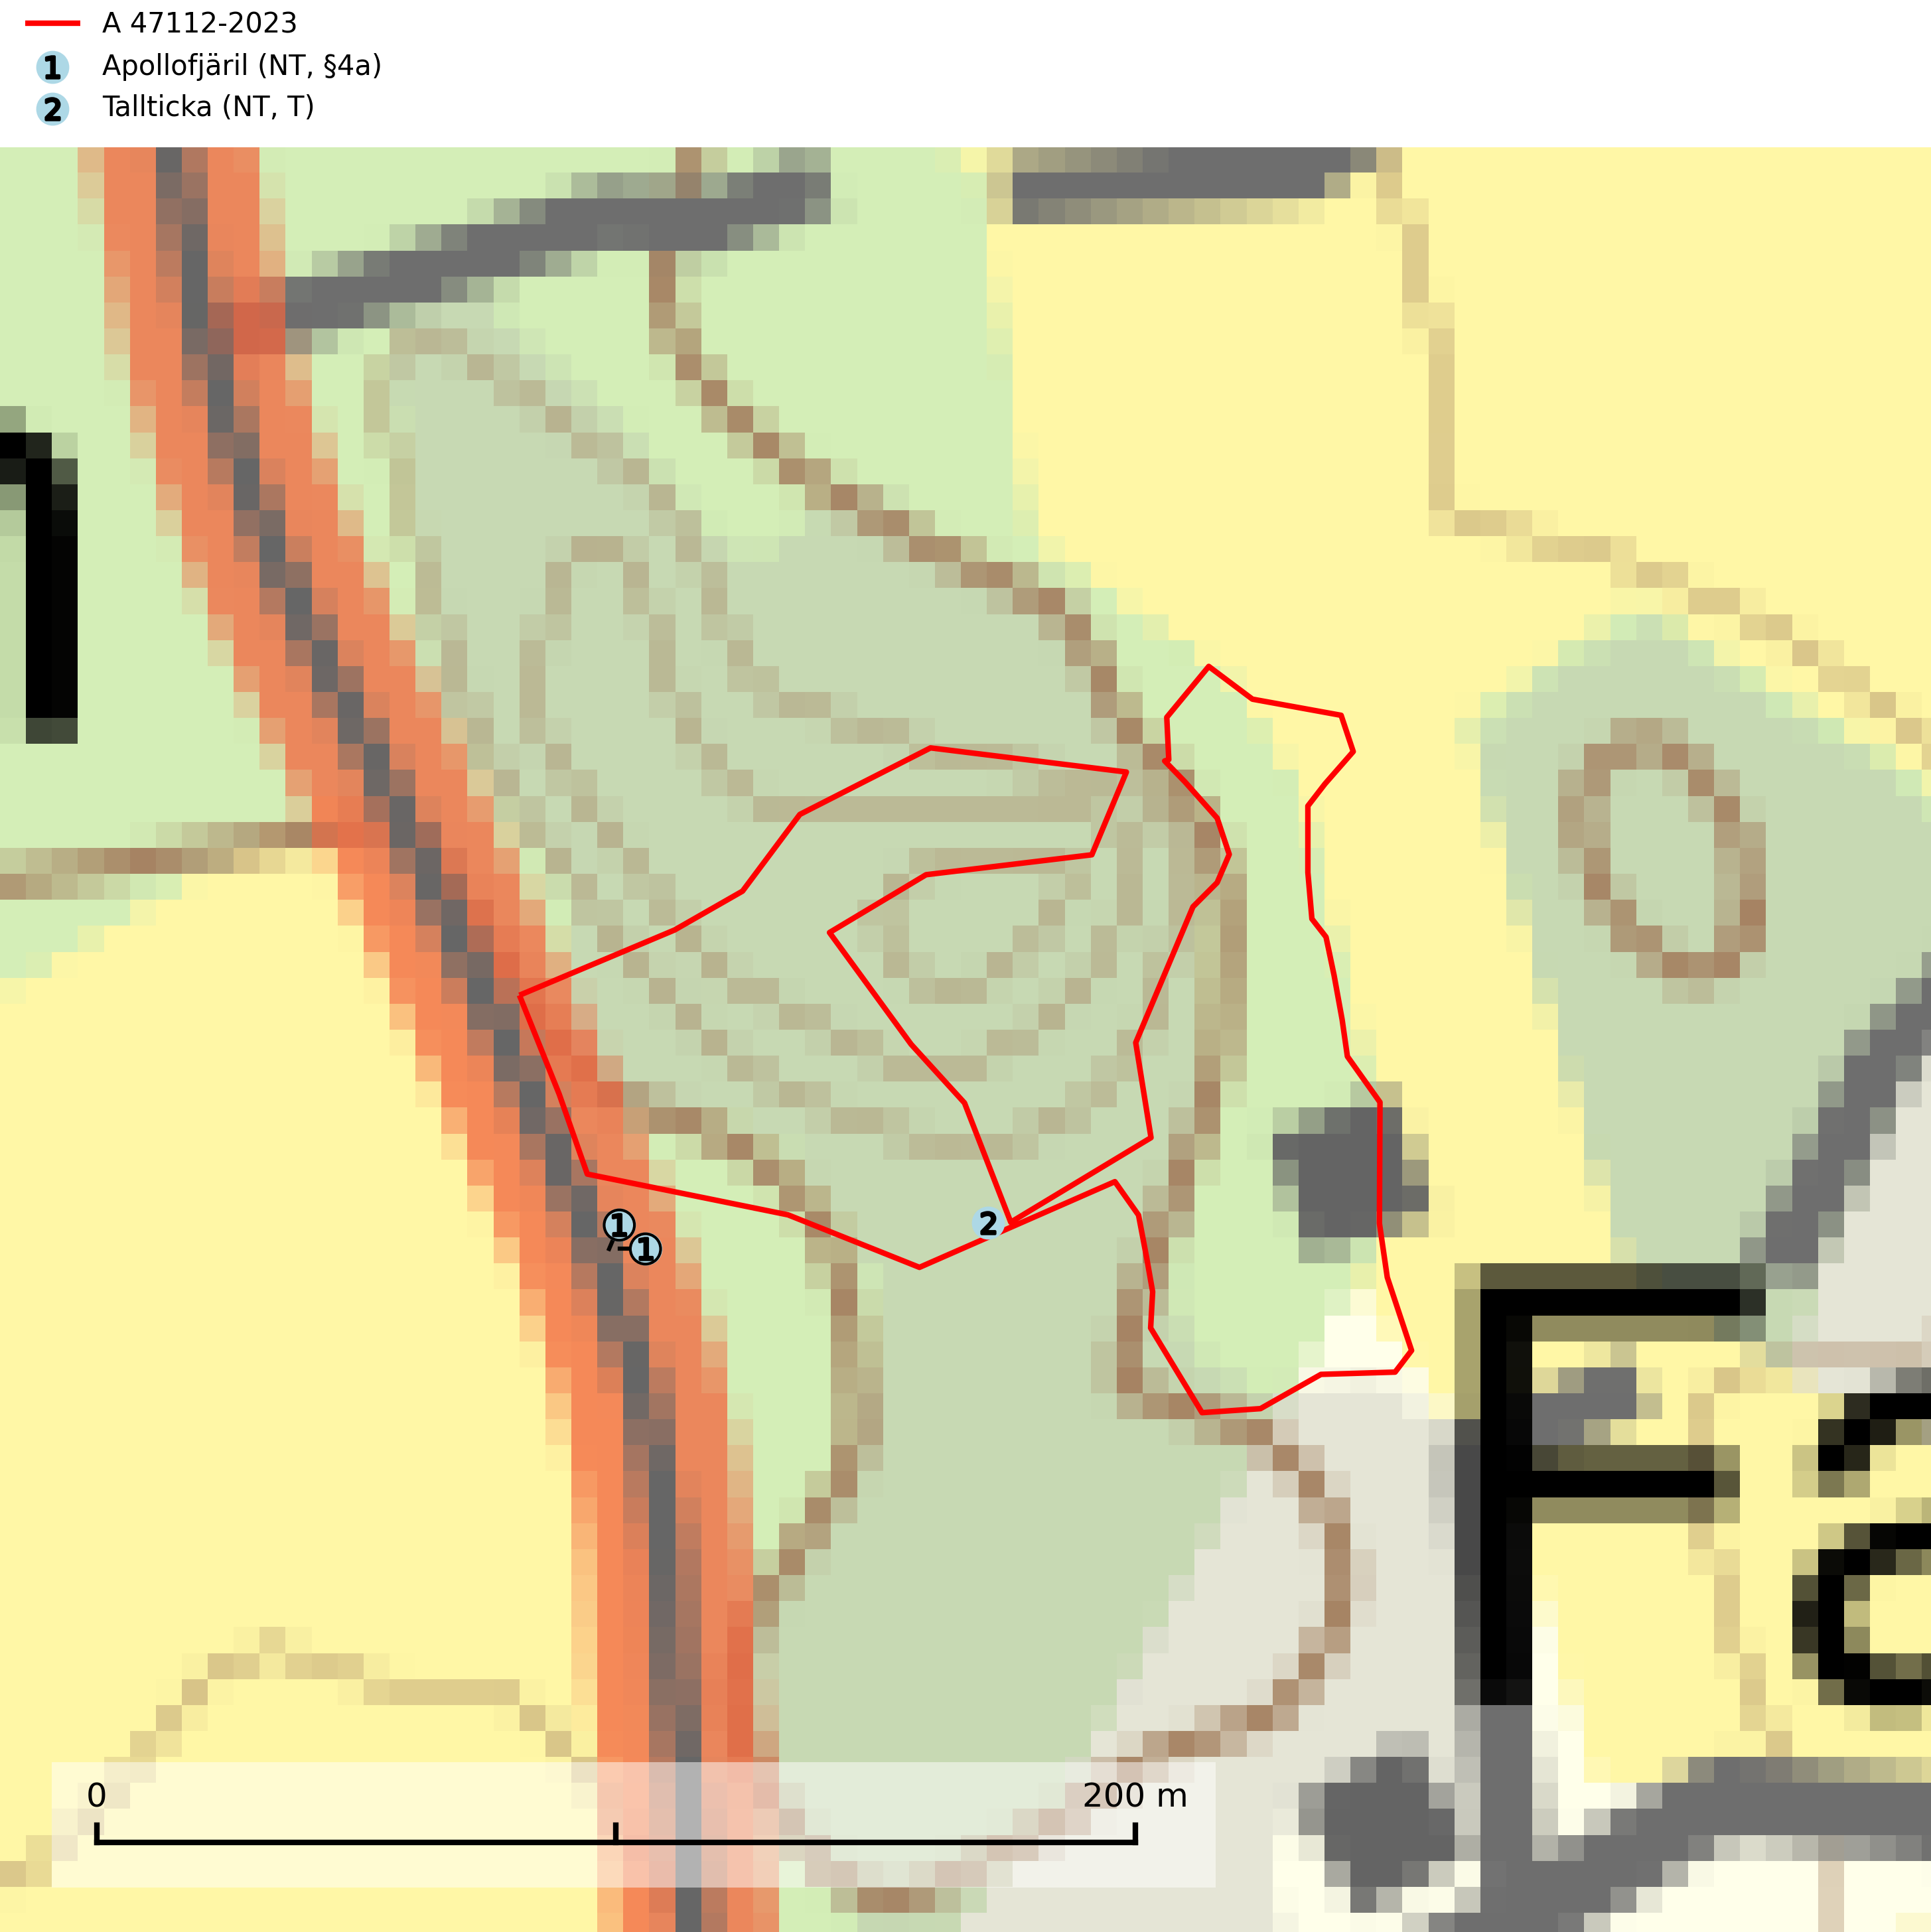 A 47112-2023
1 Apollofjäril (NT, §4a)
2 Tallticka (NT, T)
1
1
2
0 200 m